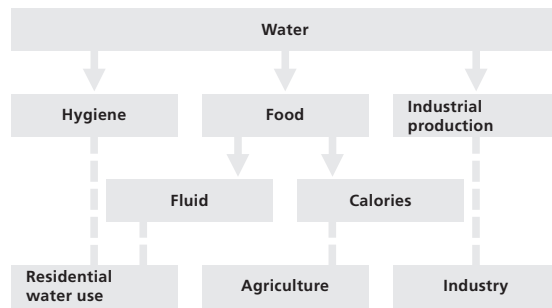 Water
Hygiene
Food
Industrial
production
Fluid
Calories
Residential
water use
Agriculture
Industry